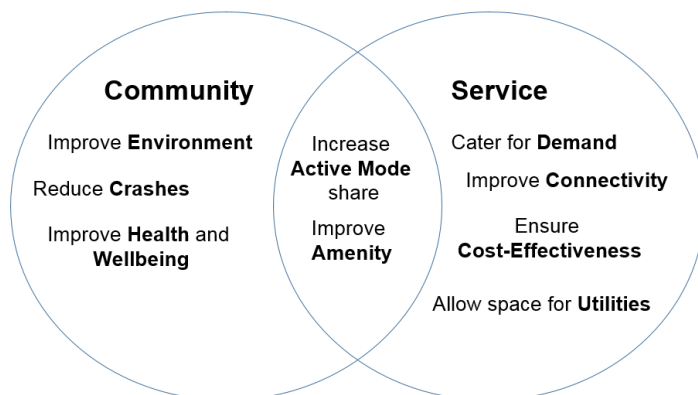 Community
Improve Environment
Reduce Crashes
Improve Health and
Wellbeing
Increase
Active Mode
share
Improve
Amenity
Service
Cater for Demand
Improve Connectivity
Ensure
Cost-Effectiveness
Allow space for Utilities